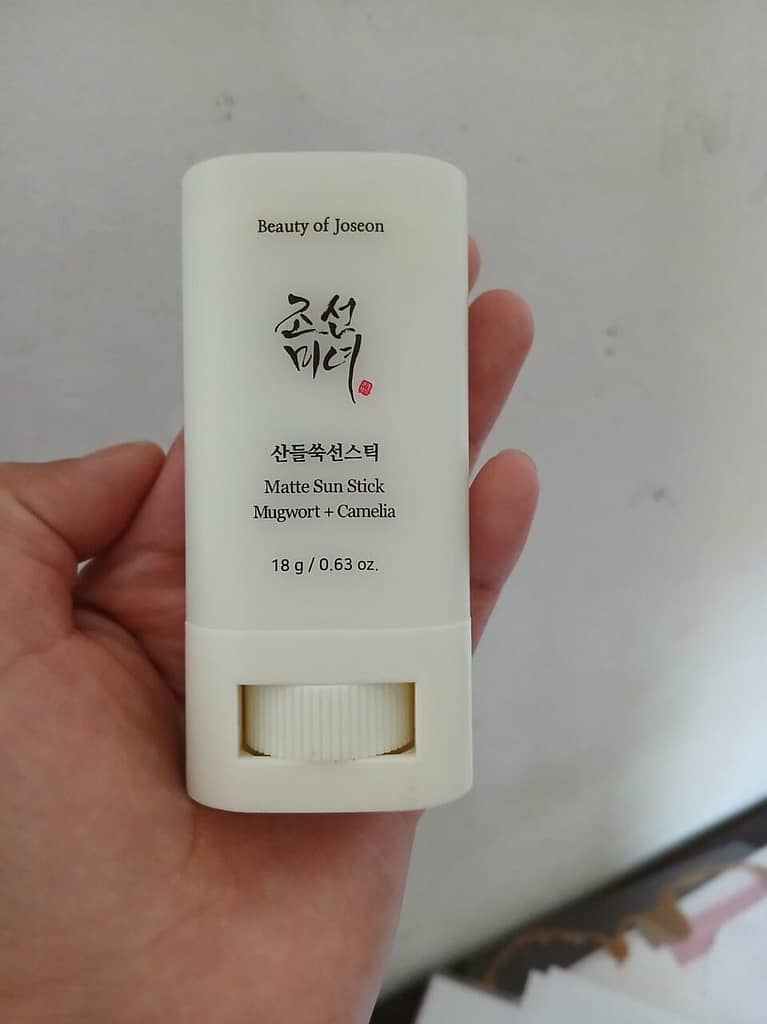 Beauty of Joseon
조선
미녀
산들쑥선스틱
Matte Sun Stick
Mugwort + Camelia
18 g / 0.63 oz.